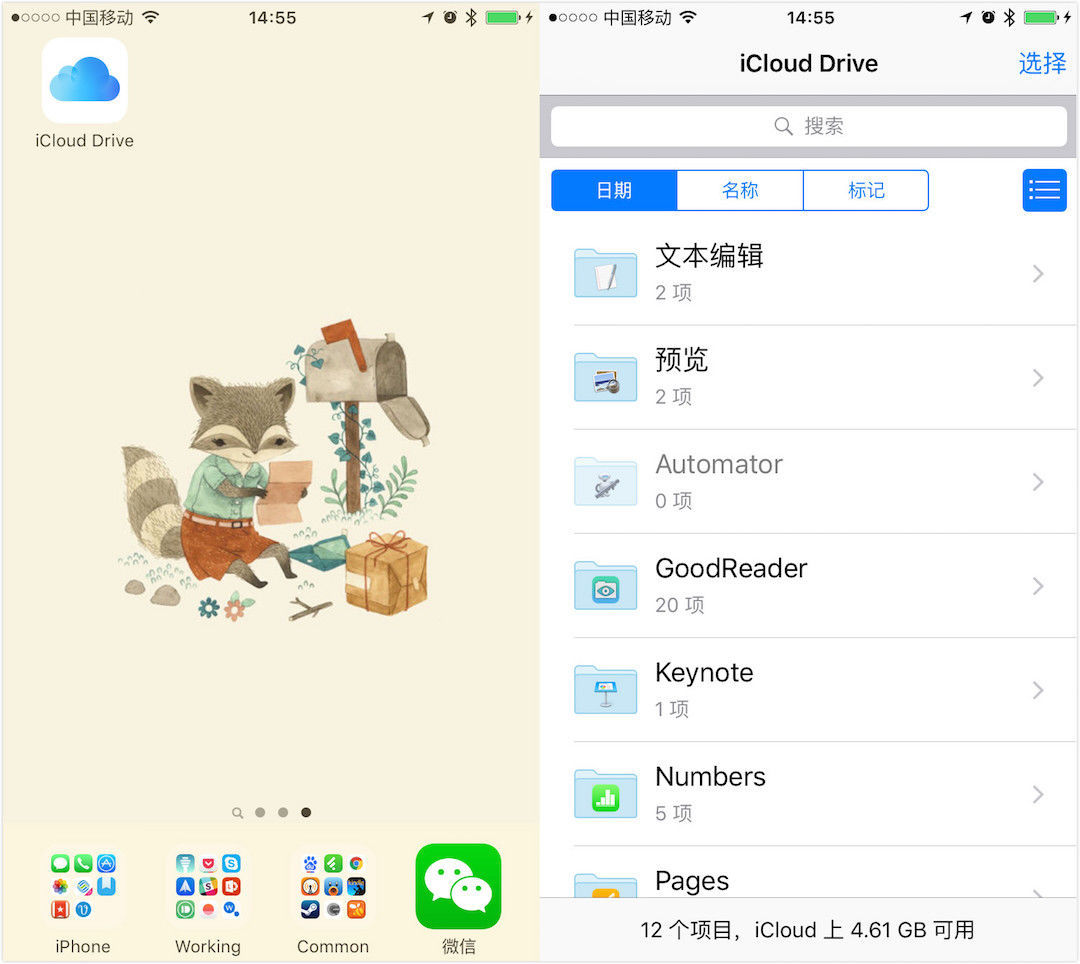 中国移动 14:55
iCloud Drive
iPhone
Working
Common
微信
中国移动 14:55
iCloud Drive
选择
搜索
日期
名称
标记
文本编辑
2 项
预览
2 项
Automator
0 项
GoodReader
20 项
Keynote
1 项
Numbers
5 项
Pages
12 个项目，iCloud 上 4.61 GB 可用